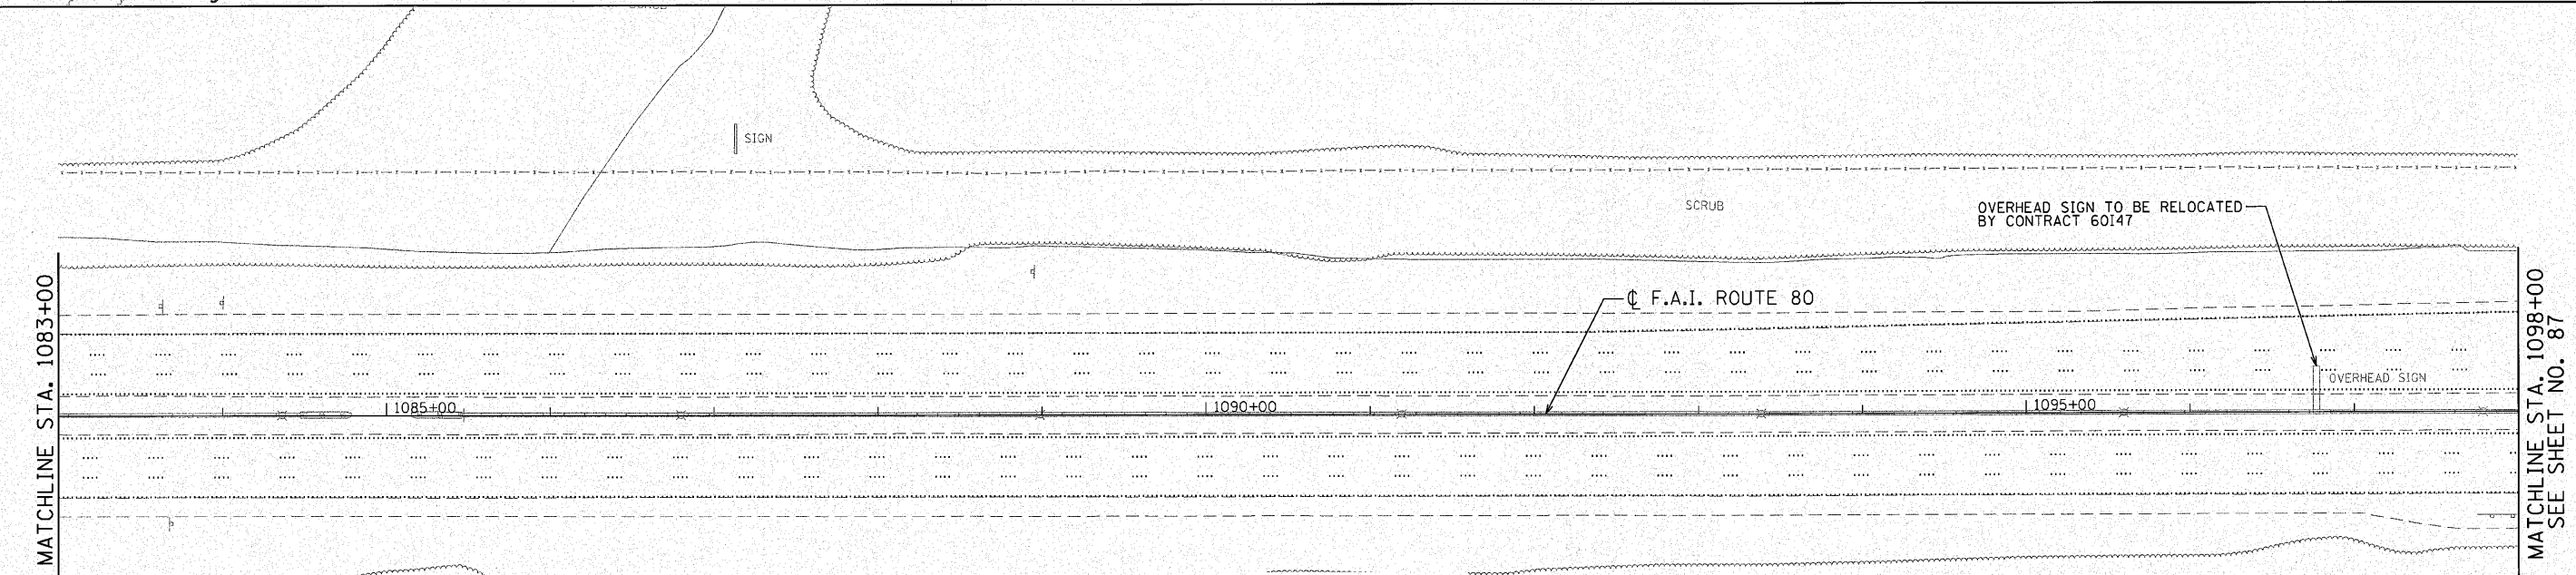 SIGN
SCRUB
OVERHEAD SIGN TO BE RELOCATED
BY CONTRACT 60I47
℄ F.A.I. ROUTE 80
OVERHEAD SIGN
1085+00
1090+00
1095+00
MATCHLINE STA. 1083+00
MATCHLINE STA. 1098+00
SEE SHEET NO. 87